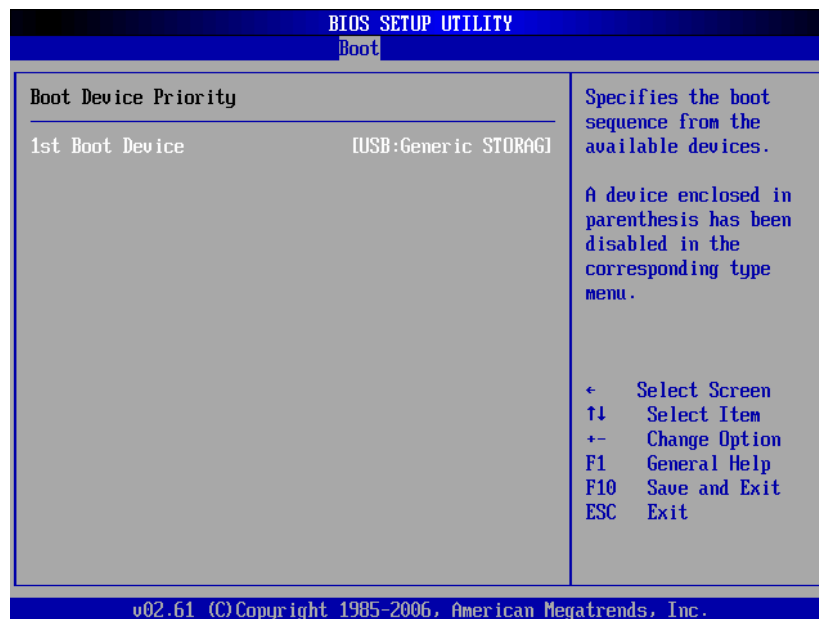 BIOS SETUP UTILITY
Boot
Boot Device Priority
1st Boot Device [USB:Generic STORAG]
Specifies the boot
sequence from the
available devices.
A device enclosed in
parenthesis has been
disabled in the
corresponding type
menu.
← Select Screen
↑↓ Select Item
+- Change Option
F1 General Help
F10 Save and Exit
ESC Exit
v02.61 (C)Copyright 1985-2006, American Megatrends, Inc.